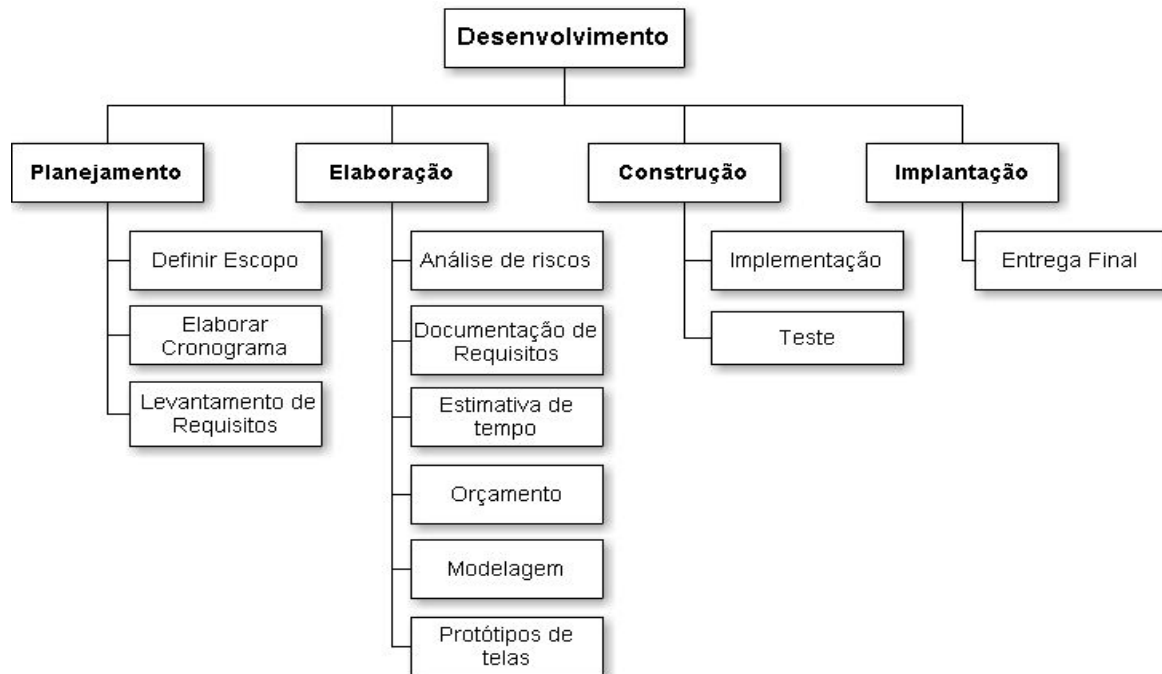 Desenvolvimento
Planejamento
Elaboração
Construção
Implantação
Definir Escopo
Elaborar
Cronograma
Levantamento de
Requisitos
Análise de riscos
Documentação de
Requisitos
Estimativa de
tempo
Orçamento
Modelagem
Protótipos de
telas
Implementação
Teste
Entrega Final